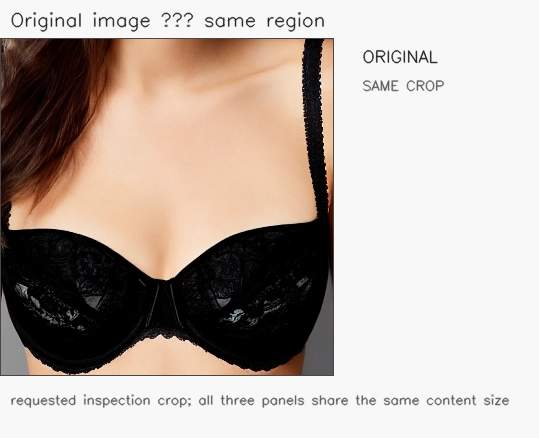 Original image ??? same region
ORIGINAL
SAME CROP
requested inspection crop; all three panels share the same content size